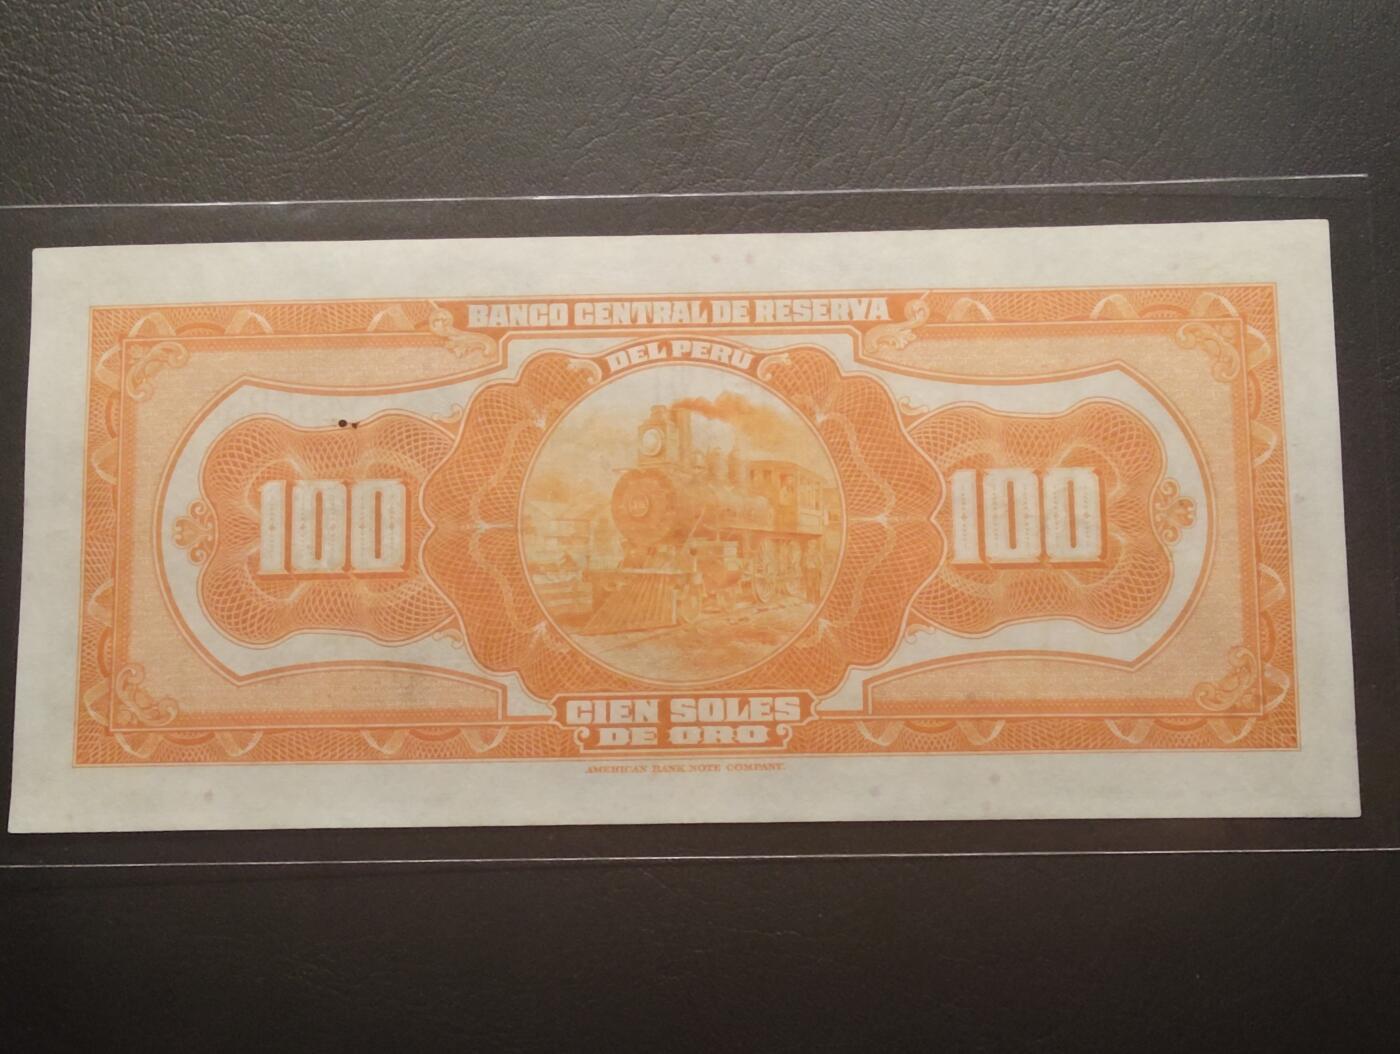 BANCO CENTRAL DE RESERVA
DEL PERU
100
100
CIEN SOLES
DE ORO
AMERICAN BANK NOTE COMPANY.